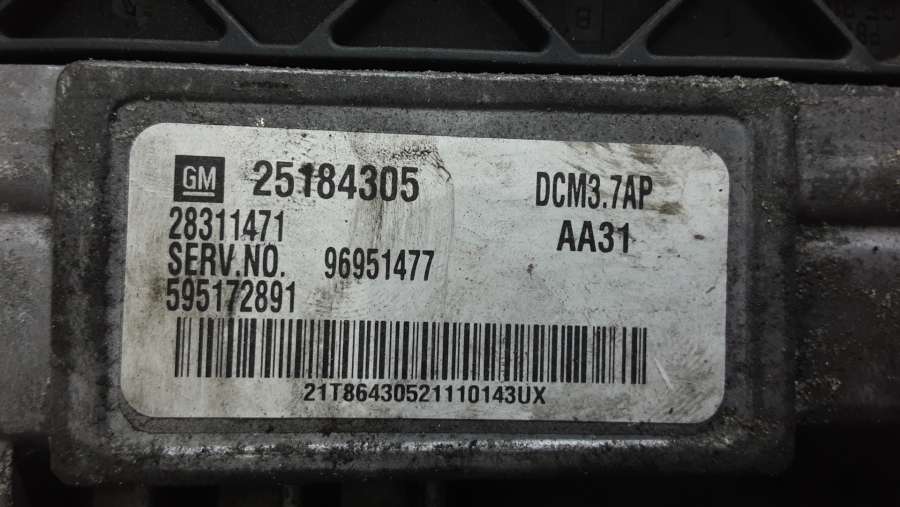 GM 25184305 DCM3.7AP
28311471 AA31
SERV.NO. 96951477
595172891
21T86430521110143UX